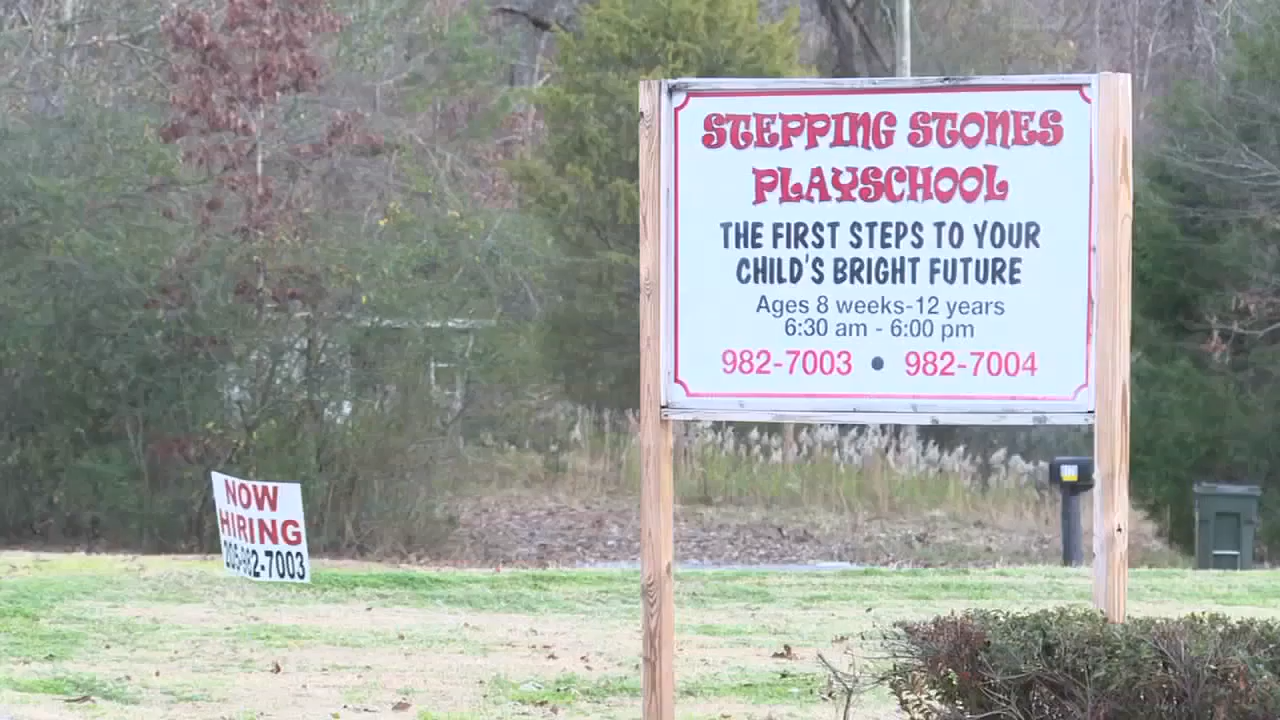 STEPPING STONES
PLAYSCHOOL
THE FIRST STEPS TO YOUR
CHILD'S BRIGHT FUTURE
Ages 8 weeks-12 years
6:30 am - 6:00 pm
982-7003 • 982-7004
NOW
HIRING
205-982-7003